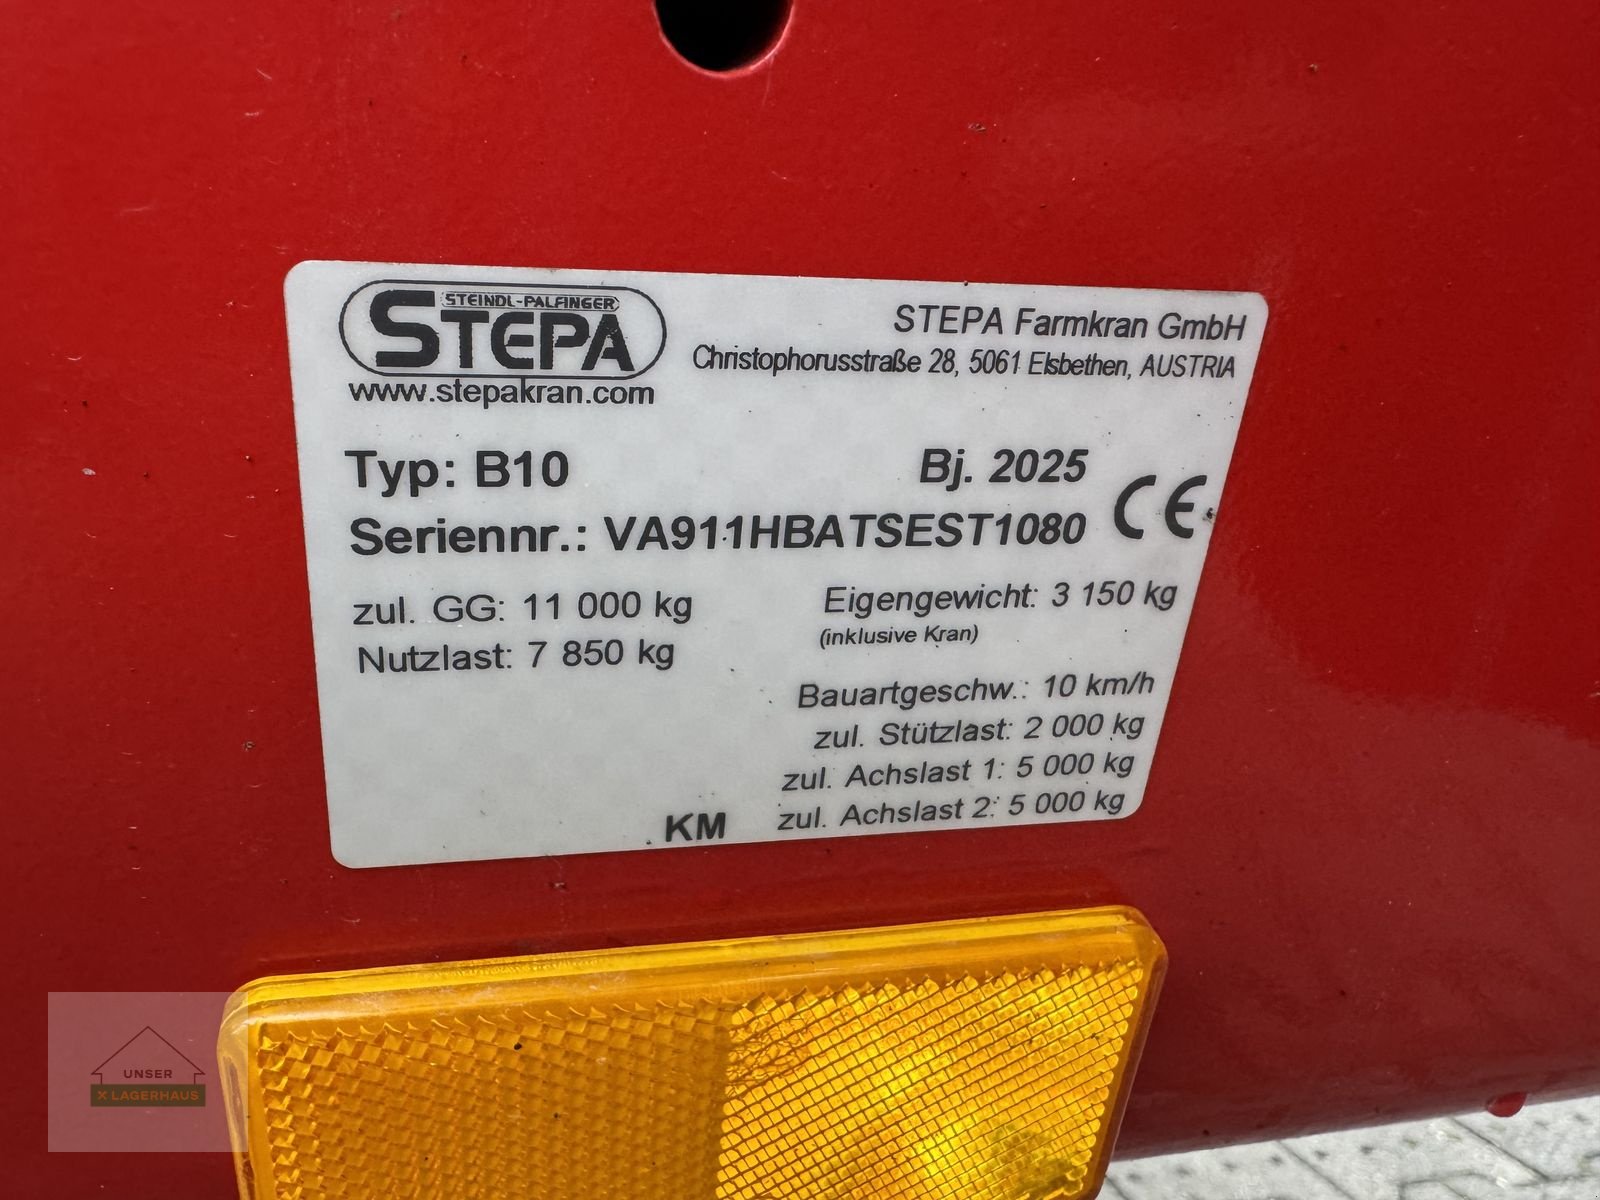 STEINDL-PALFINGER
STEPA
www.stepakran.com
STEPA Farmkran GmbH
Christophorusstraße 28, 5061 Elsbethen, AUSTRIA
Typ: B10
Bj. 2025
Seriennr.: VA911HBATSEST1080
CE
zul. GG: 11 000 kg
Nutzlast: 7 850 kg
Eigengewicht: 3 150 kg
(inklusive Kran)
Bauartgeschw.: 10 km/h
zul. Stützlast: 2 000 kg
zul. Achslast 1: 5 000 kg
zul. Achslast 2: 5 000 kg
KM
UNSER
X LAGERHAUS